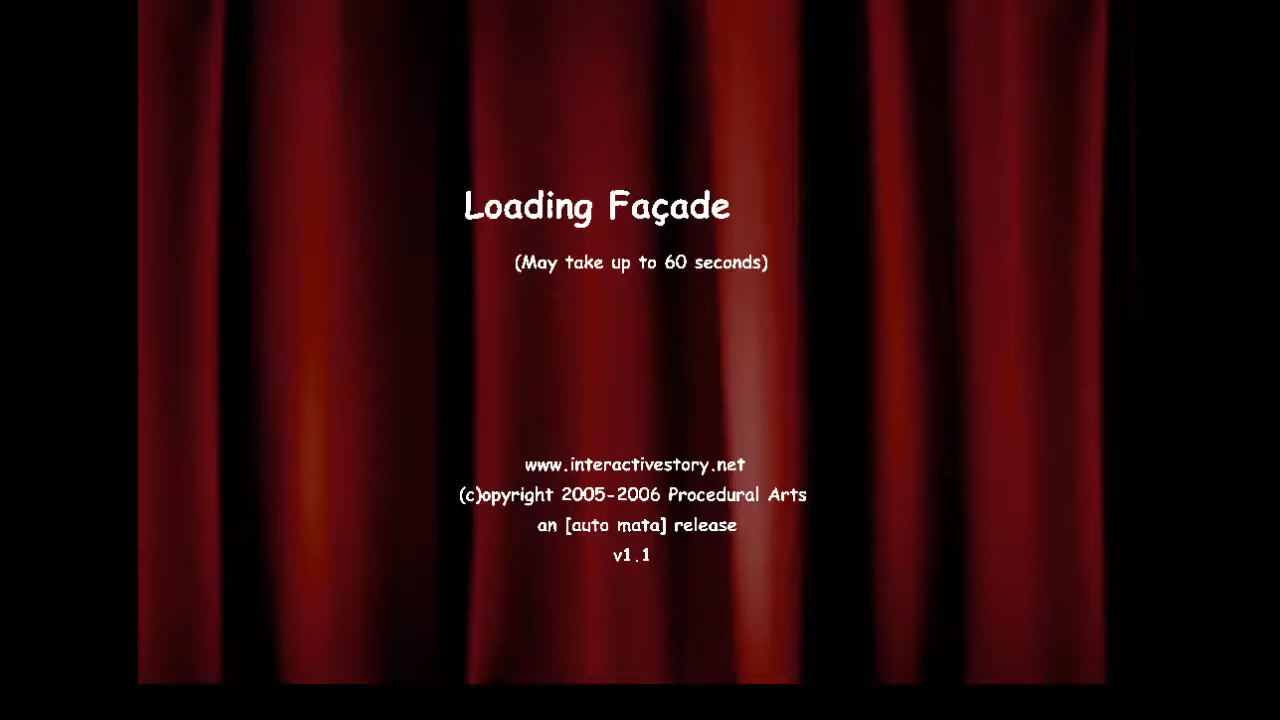 Loading Façade
(May take up to 60 seconds)
www.interactivestory.net
(c)opyright 2005-2006 Procedural Arts
an [auto mata] release
v1.1